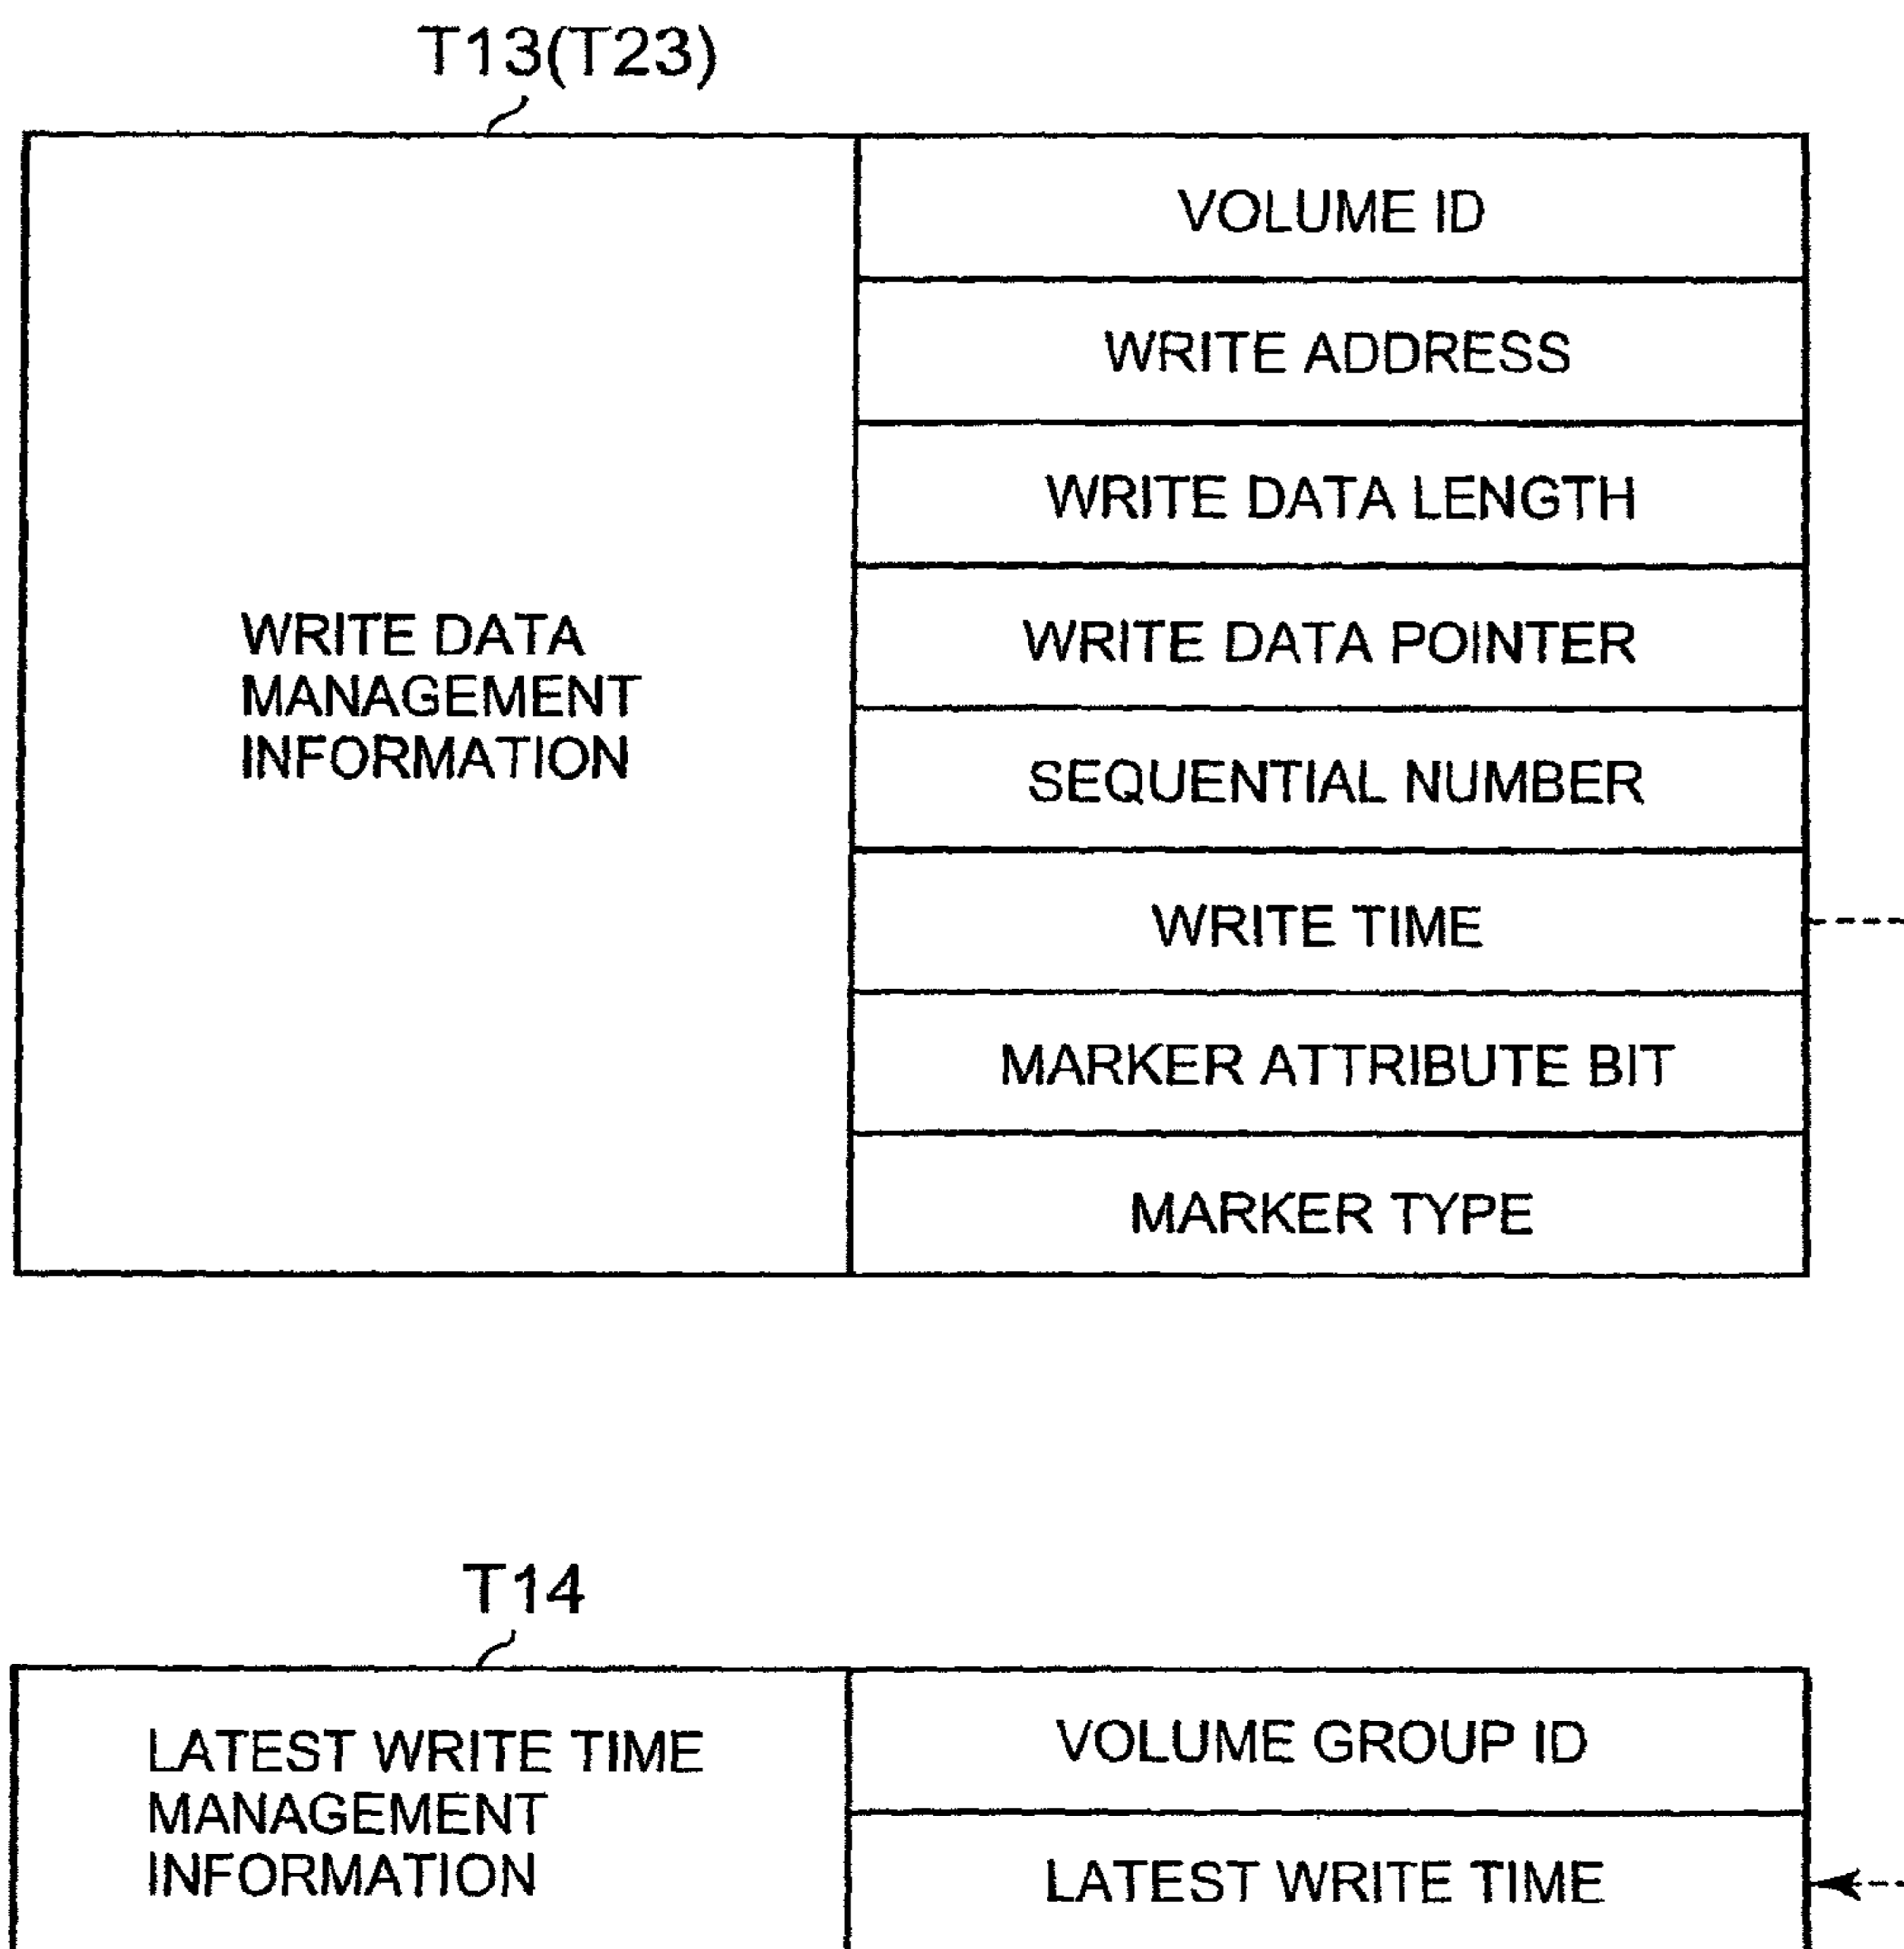 T13(T23)
VOLUME ID
WRITE ADDRESS
WRITE DATA LENGTH
WRITE DATA POINTER
WRITE DATA
MANAGEMENT
INFORMATION
SEQUENTIAL NUMBER
WRITE TIME
MARKER ATTRIBUTE BIT
MARKER TYPE
T14
LATEST WRITE TIME
MANAGEMENT
INFORMATION
VOLUME GROUP ID
LATEST WRITE TIME